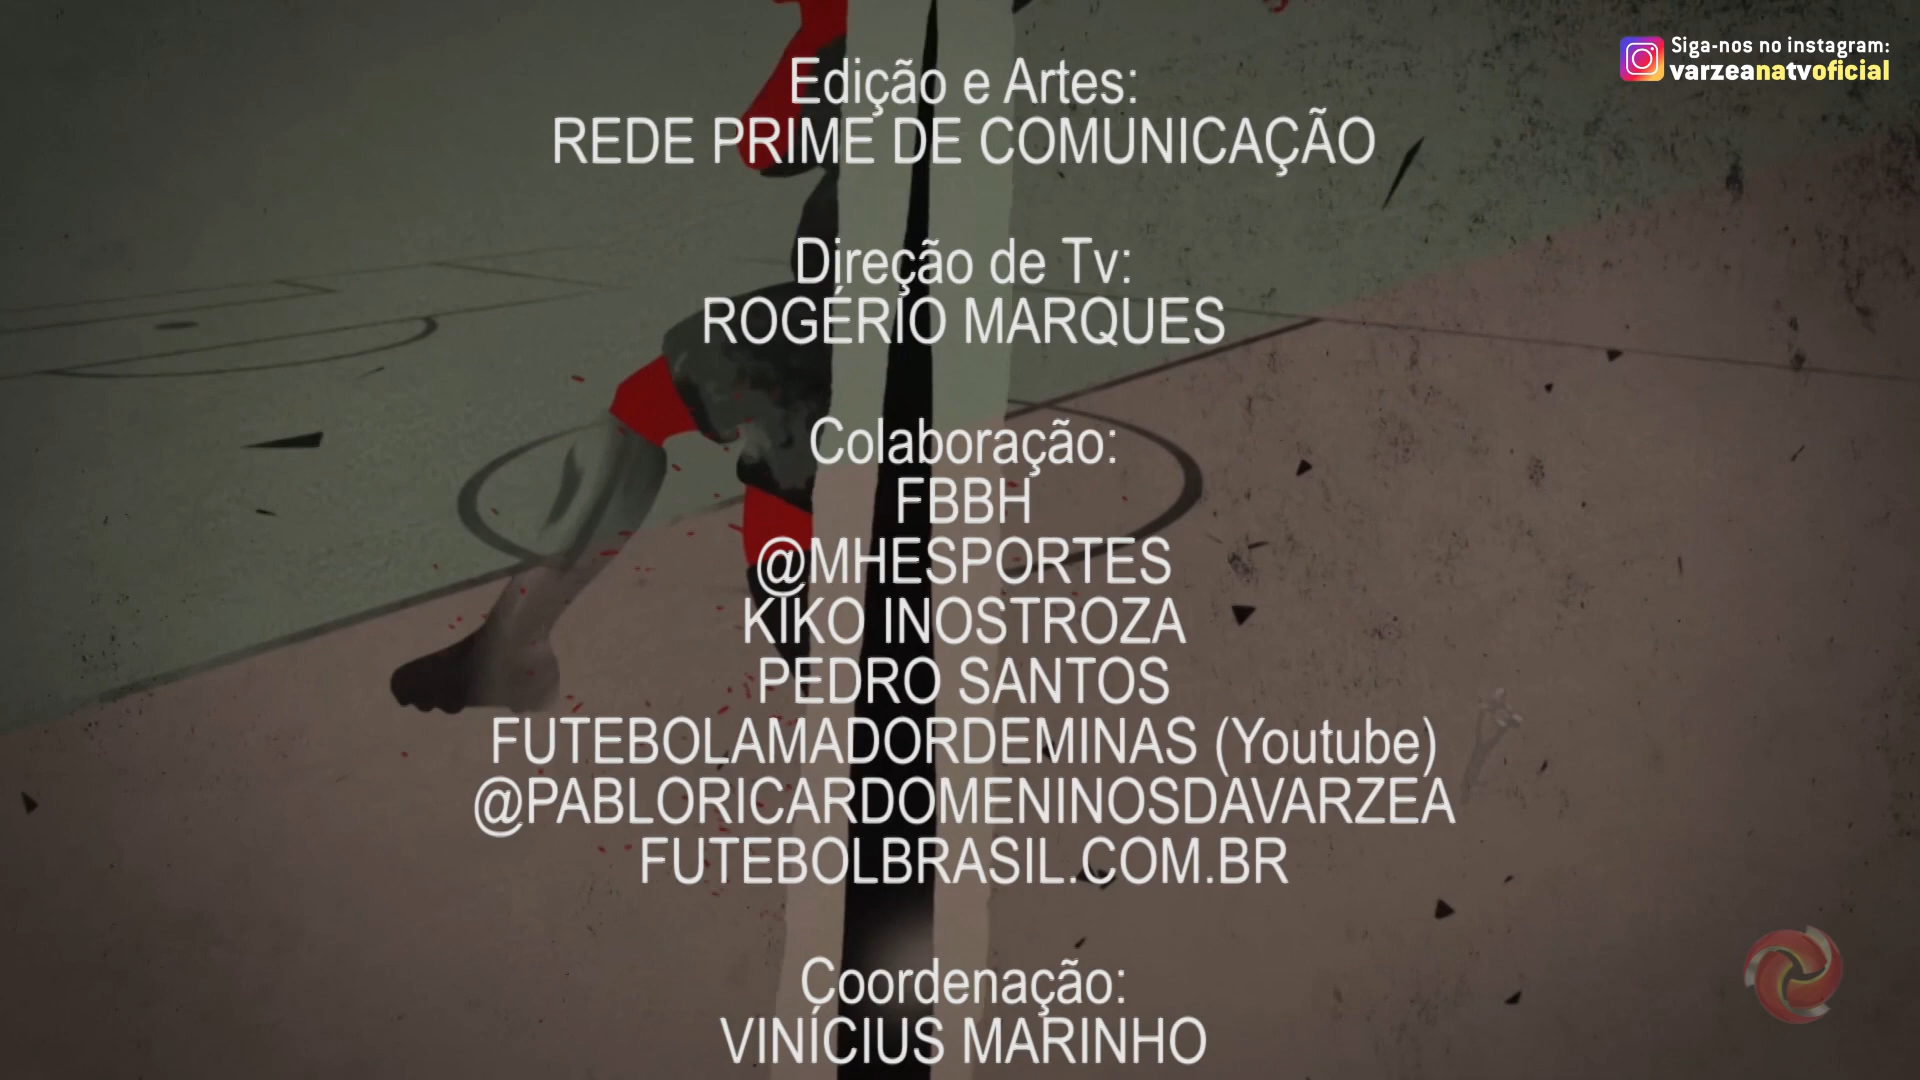 Siga-nos no instagram:
varzeanatvoficial
Edição e Artes:
REDE PRIME DE COMUNICAÇÃO
Direção de Tv:
ROGÉRIO MARQUES
Colaboração:
FBBH
@MHESPORTES
KIKO INOSTROZA
PEDRO SANTOS
FUTEBOLAMADORDEMINAS (Youtube)
@PABLORICARDOMENINOSDAVARZEA
FUTEBOLBRASIL.COM.BR
Coordenação:
VINÍCIUS MARINHO